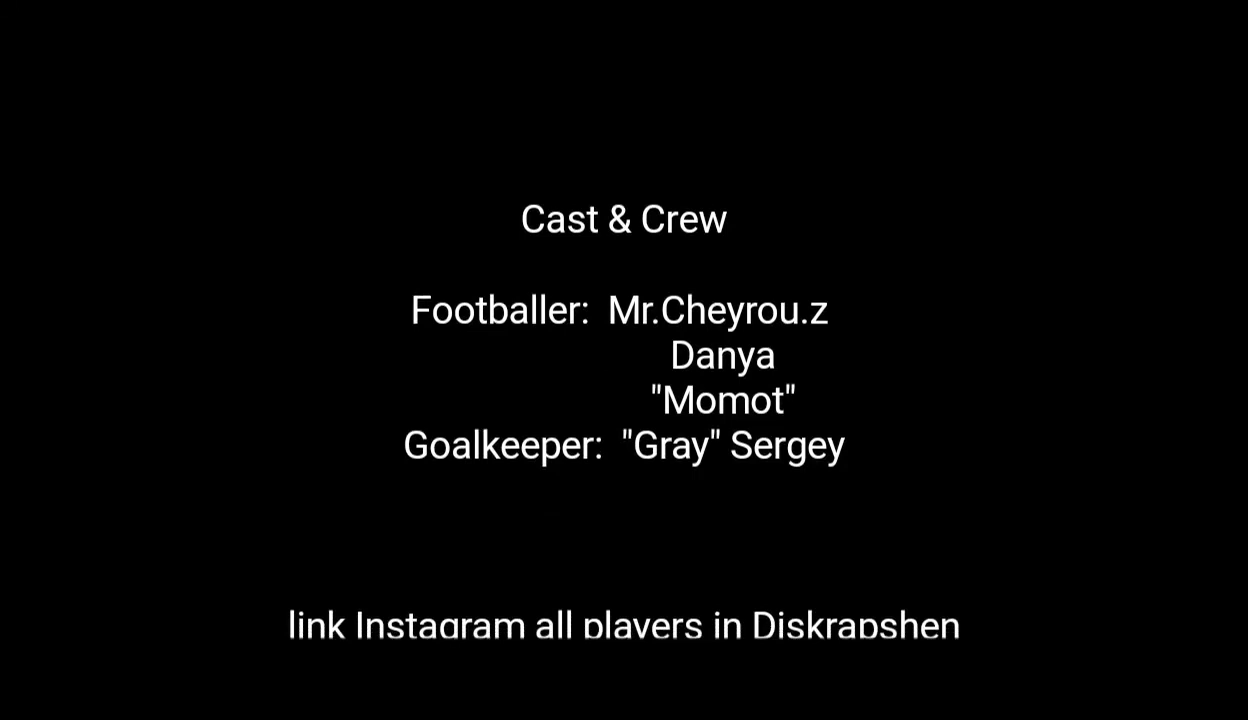 Cast & Crew
Footballer: Mr.Cheyrou.z
Danya
"Momot"
Goalkeeper: "Gray" Sergey
link Instagram all players in Diskrapshen